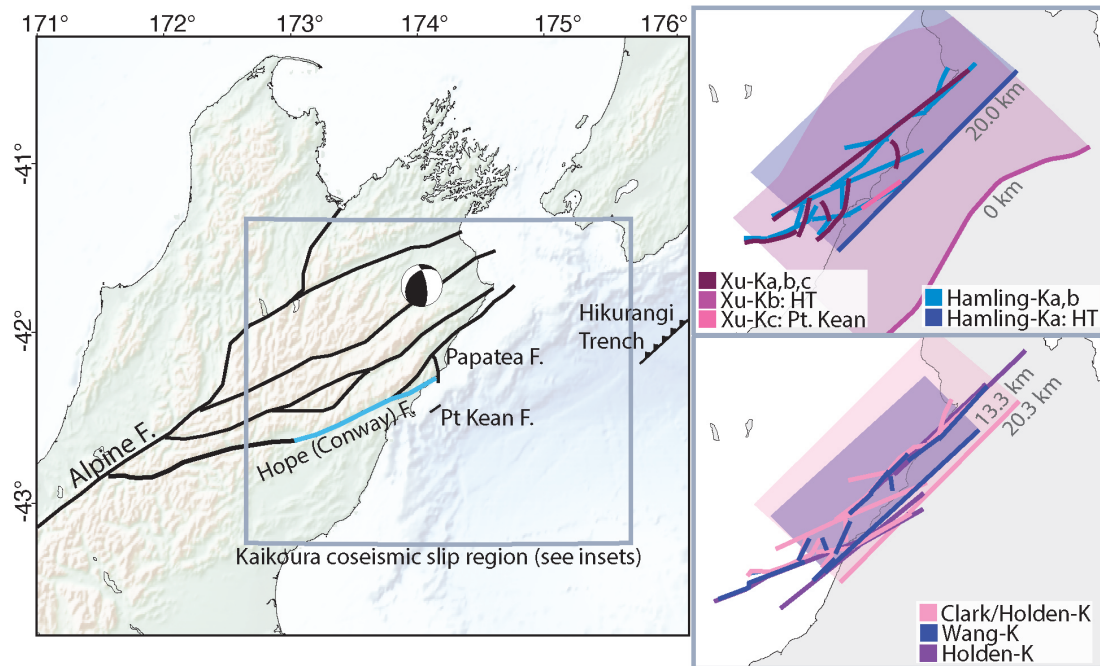 171°
172°
173°
174°
175°
176°
-41°
-42°
-43°
Alpine F.
Hope (Conway) F.
Papatea F.
Pt Kean F.
Hikurangi
Trench
Kaikoura coseismic slip region (see insets)
20.0 km
0 km
Xu-Ka,b,c
Xu-Kb: HT
Xu-Kc: Pt. Kean
Hamling-Ka,b
Hamling-Ka: HT
13.3 km
20.3 km
Clark/Holden-K
Wang-K
Holden-K